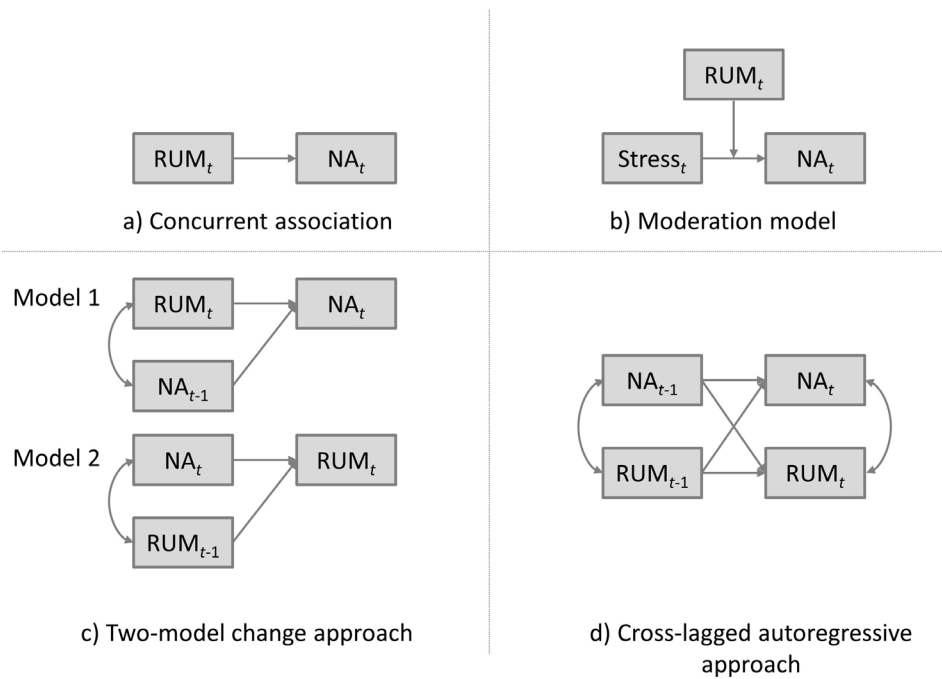 RUMt
NAt
a) Concurrent association
RUMt
Stresst
NAt
b) Moderation model
Model 1
RUMt
NAt
NAt-1
Model 2
NAt
RUMt
RUMt-1
c) Two-model change approach
NAt-1
NAt
RUMt-1
RUMt
d) Cross-lagged autoregressive
approach